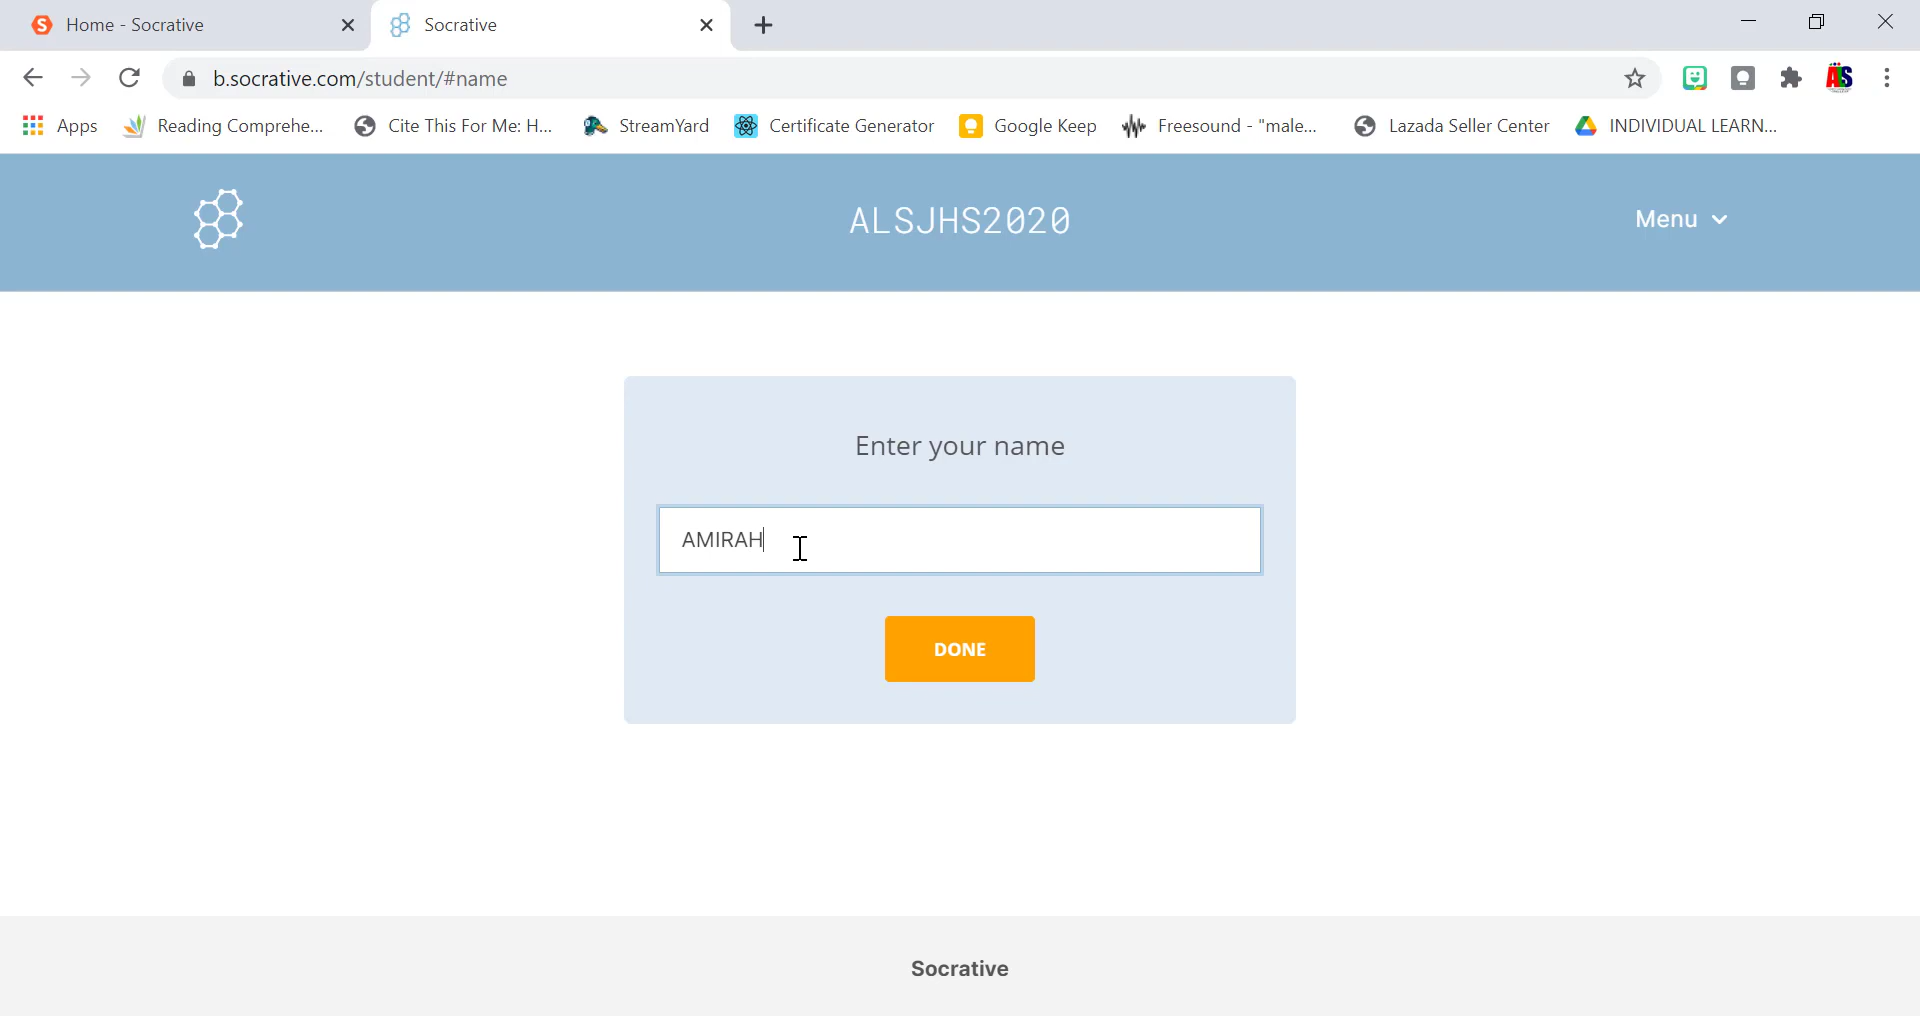 Home - Socrative
Socrative
b.socrative.com/student/#name
Apps
Reading Comprehe...
Cite This For Me: H...
StreamYard
Certificate Generator
Google Keep
Freesound - "male...
Lazada Seller Center
INDIVIDUAL LEARN...
ALSJHS2020
Menu
Enter your name
AMIRAH
DONE
Socrative